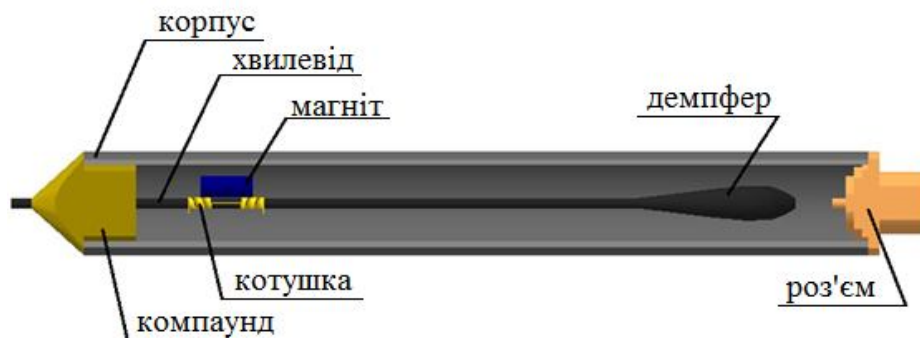 корпус
хвилевід
магніт
демпфер
котушка
компаунд
роз'єм